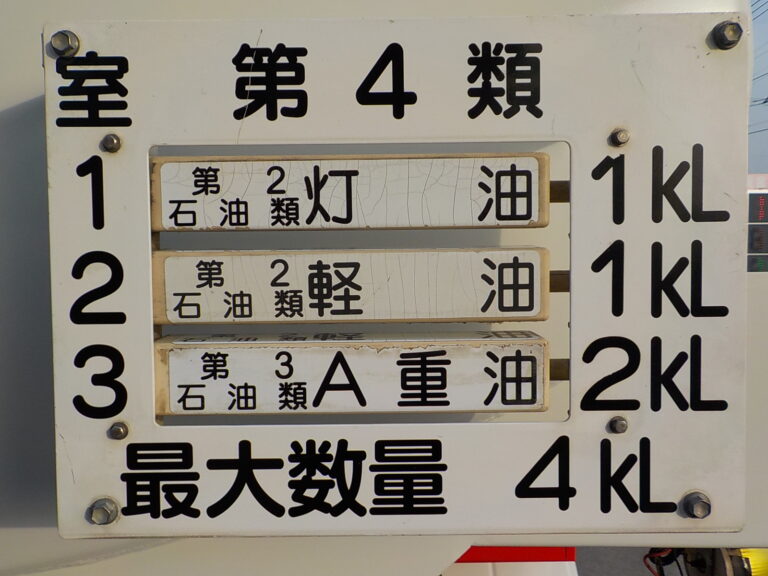 室 第4類
1 第2石油類 灯油 1kL
2 第2石油類 軽油 1kL
3 第3石油類 A重油 2kL
最大数量 4kL